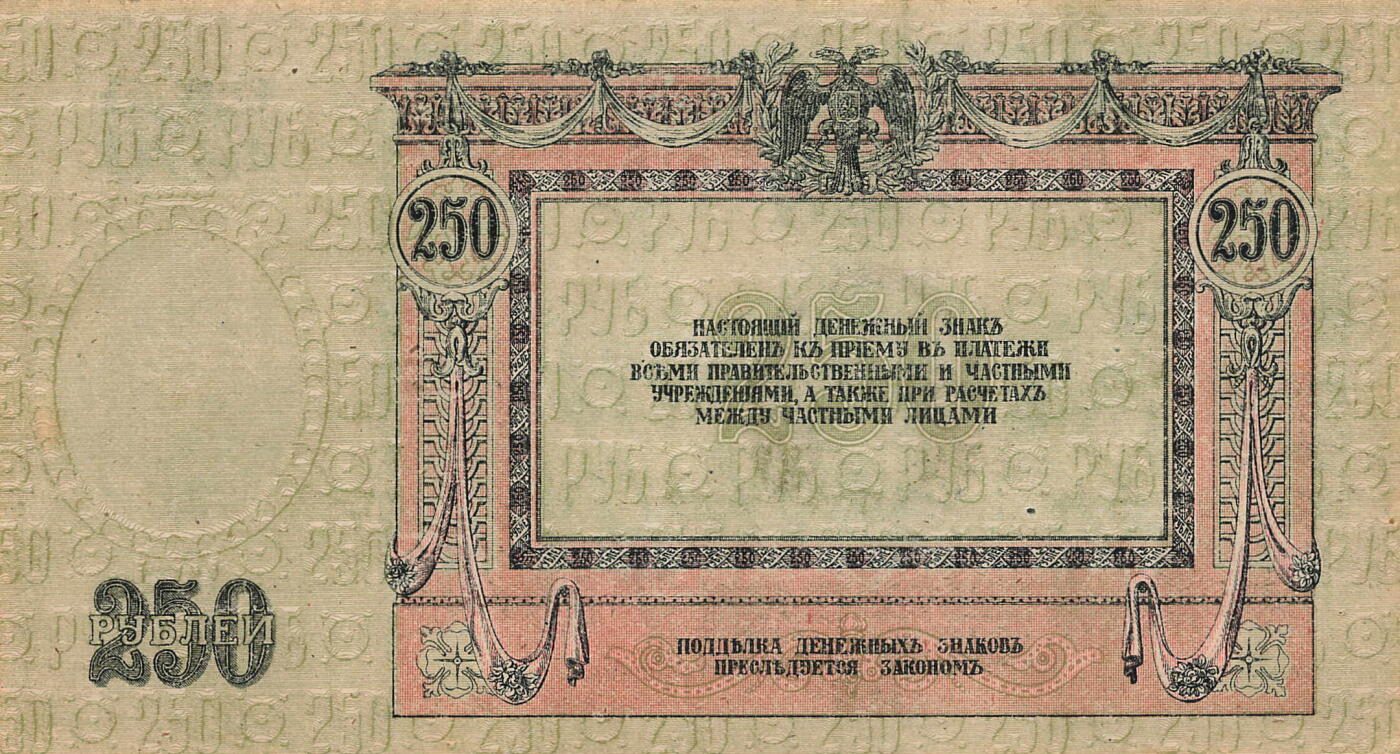 250
250
НАСТОЯЩІЙ ДЕНЕЖНЫЙ ЗНАКЪ
ОБЯЗАТЕЛЕНЪ КЪ ПРІЕМУ ВЪ ПЛАТЕЖИ
ВСѢМИ ПРАВИТЕЛЬСТВЕННЫМИ И ЧАСТНЫМИ
УЧРЕЖДЕНІЯМИ, А ТАКЖЕ ПРИ РАСЧЕТАХЪ
МЕЖДУ ЧАСТНЫМИ ЛИЦАМИ
250
250
РУБЛЕЙ
ПОДДѢЛКА ДЕНЕЖНЫХЪ ЗНАКОВЪ
ПРЕСЛѢДУЕТСЯ ЗАКОНОМЪ